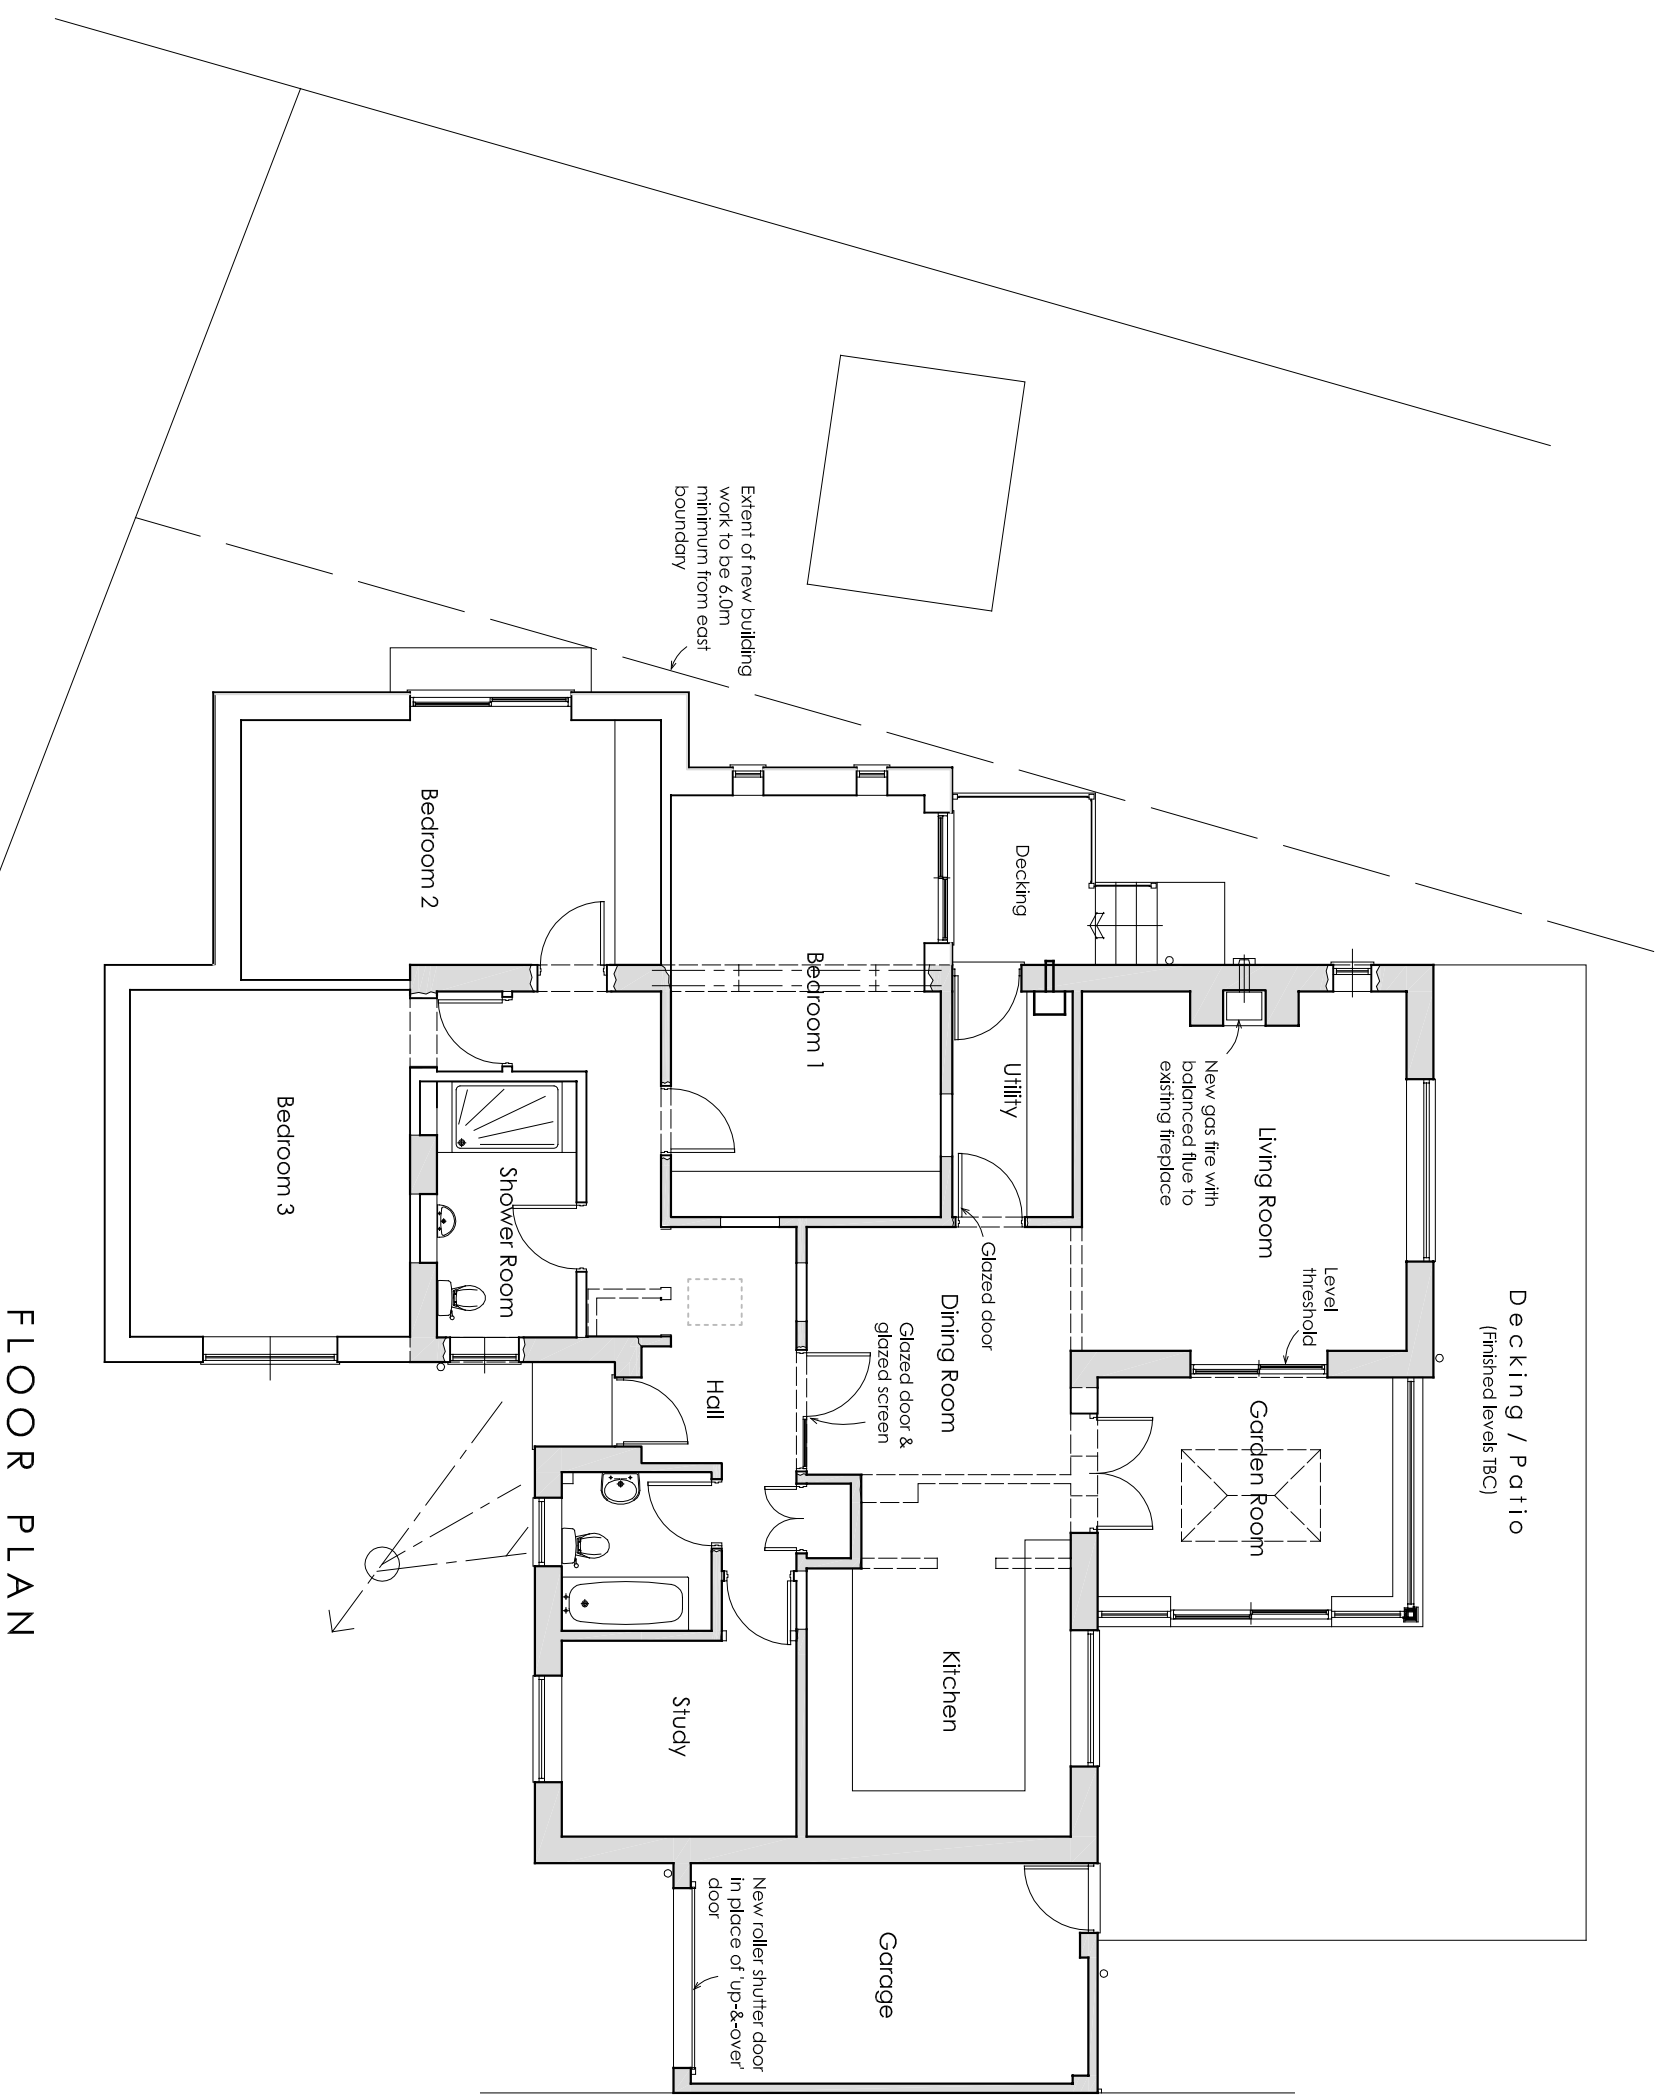 Decking / Patio
(Finished levels TBC)
Level
threshold
Living Room
Garden Room
New gas fire with
balanced flue to
existing fireplace
Decking
Utility
Glazed door
Dining Room
Glazed door &
glazed screen
Kitchen
Garage
Bedroom 1
Extent of new building
work to be 6.0m
minimum from east
boundary
New roller shutter door
in place of 'up-&-over'
door
Hall
Study
Shower Room
Bedroom 2
Bedroom 3
FLOOR PLAN